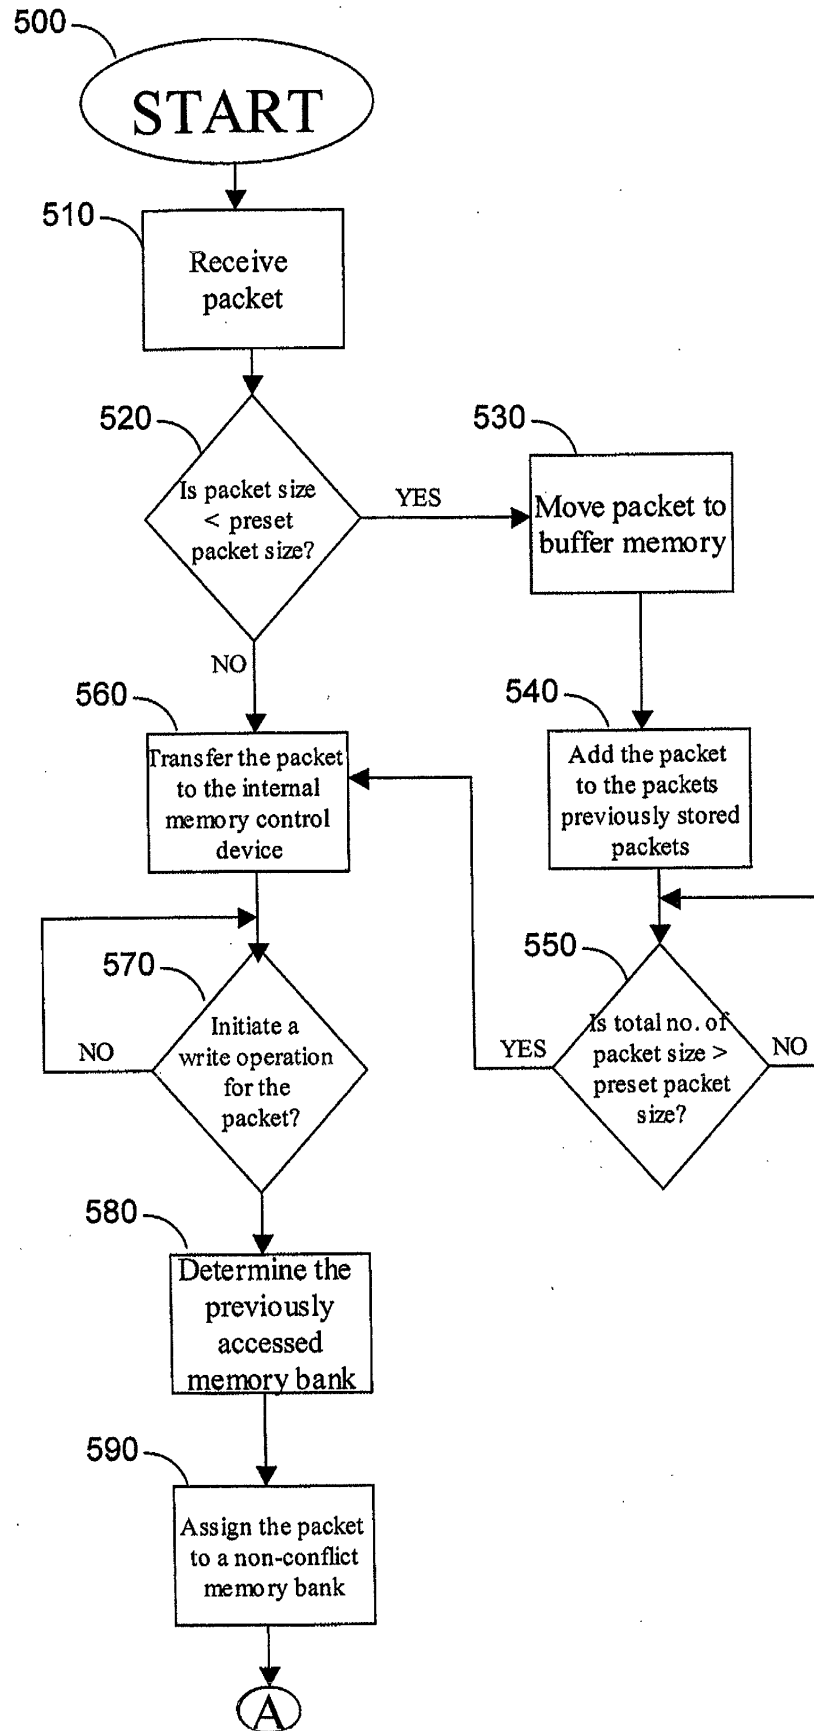 500
START
510
Receive
packet
520
Is packet size
< preset
packet size?
YES
530
Move packet to
buffer memory
NO
560
Transfer the packet
to the internal
memory control
device
540
Add the packet
to the packets
previously stored
packets
550
Is total no. of
packet size >
preset packet
size?
YES
NO
570
Initiate a
write operation
for the
packet?
NO
580
Determine the
previously
accessed
memory bank
590
Assign the packet
to a non-conflict
memory bank
A